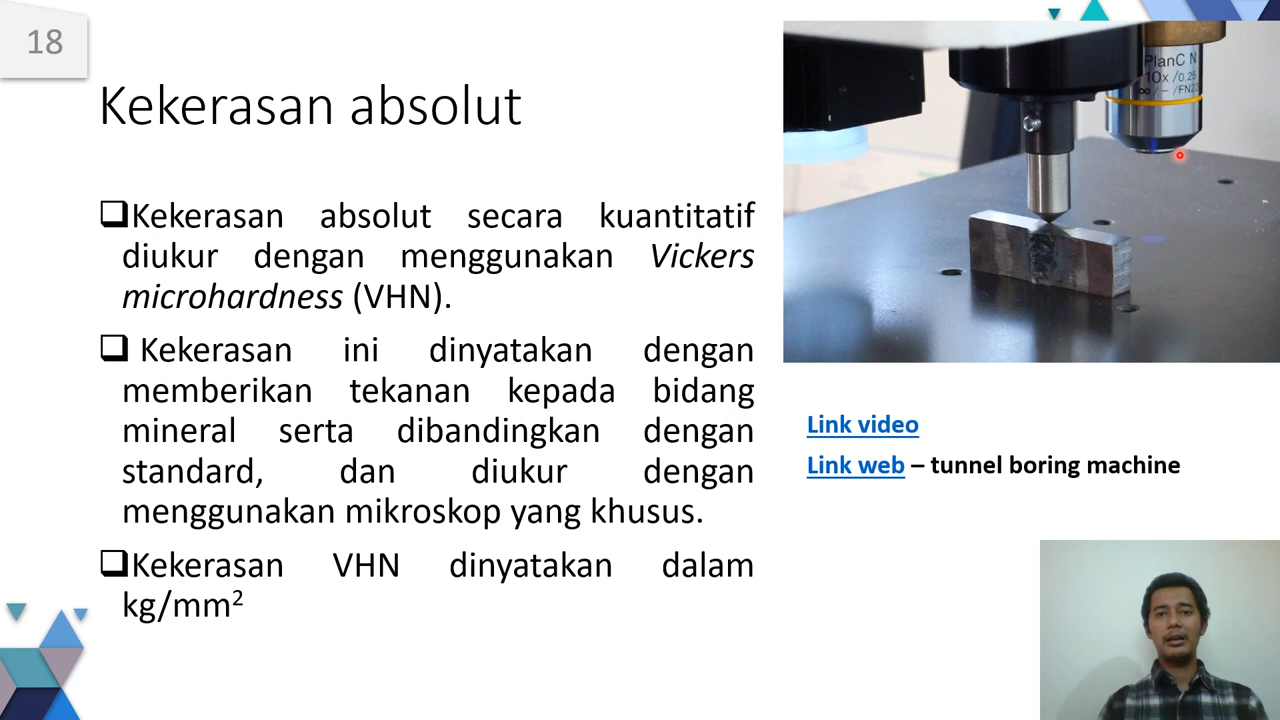 18
Kekerasan absolut
❑Kekerasan absolut secara kuantitatif
diukur dengan menggunakan Vickers
microhardness (VHN).
❑ Kekerasan ini dinyatakan dengan
memberikan tekanan kepada bidang
mineral serta dibandingkan dengan
standard, dan diukur dengan
menggunakan mikroskop yang khusus.
❑Kekerasan VHN dinyatakan dalam
kg/mm²
PlanC N
10x/0.25
∞/-/FN22
Link video
Link web – tunnel boring machine